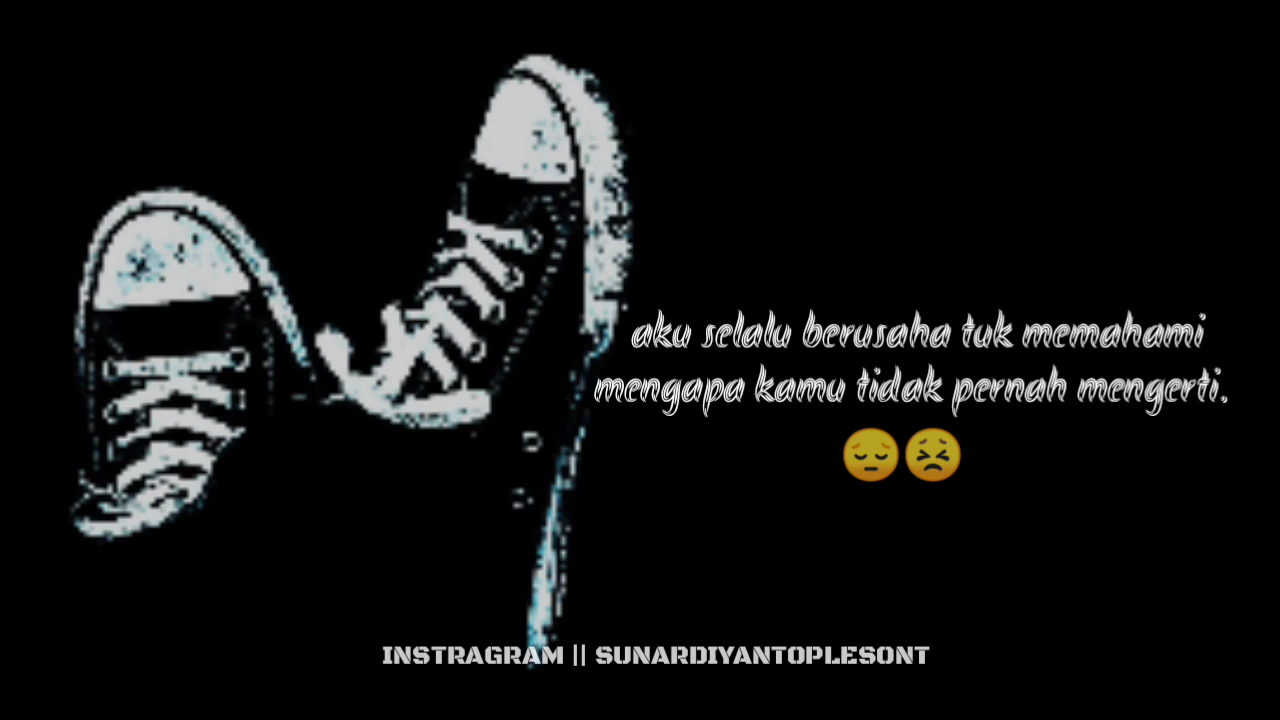 aku selalu berusaha tuk memahami
mengapa kamu tidak pernah mengerti.
😔😣
INSTRAGRAM || SUNARDIYANTOPLESONT